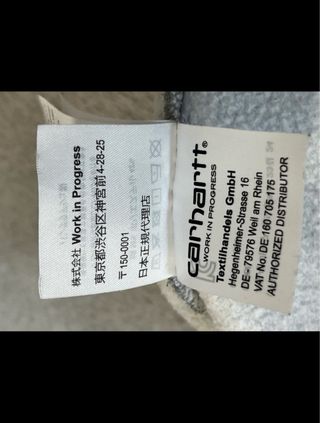 株式会社 Work in Progress
東京都渋谷区神宮前4-28-25
〒150-0001
日本正規代理店
carhartt
WORK IN PROGRESS
Textilhandels GmbH
Hegenheimer-Strasse 16
DE - 79576 Weil am Rhein
VAT No. DE 160 705 175
AUTHORIZED DISTRIBUTOR